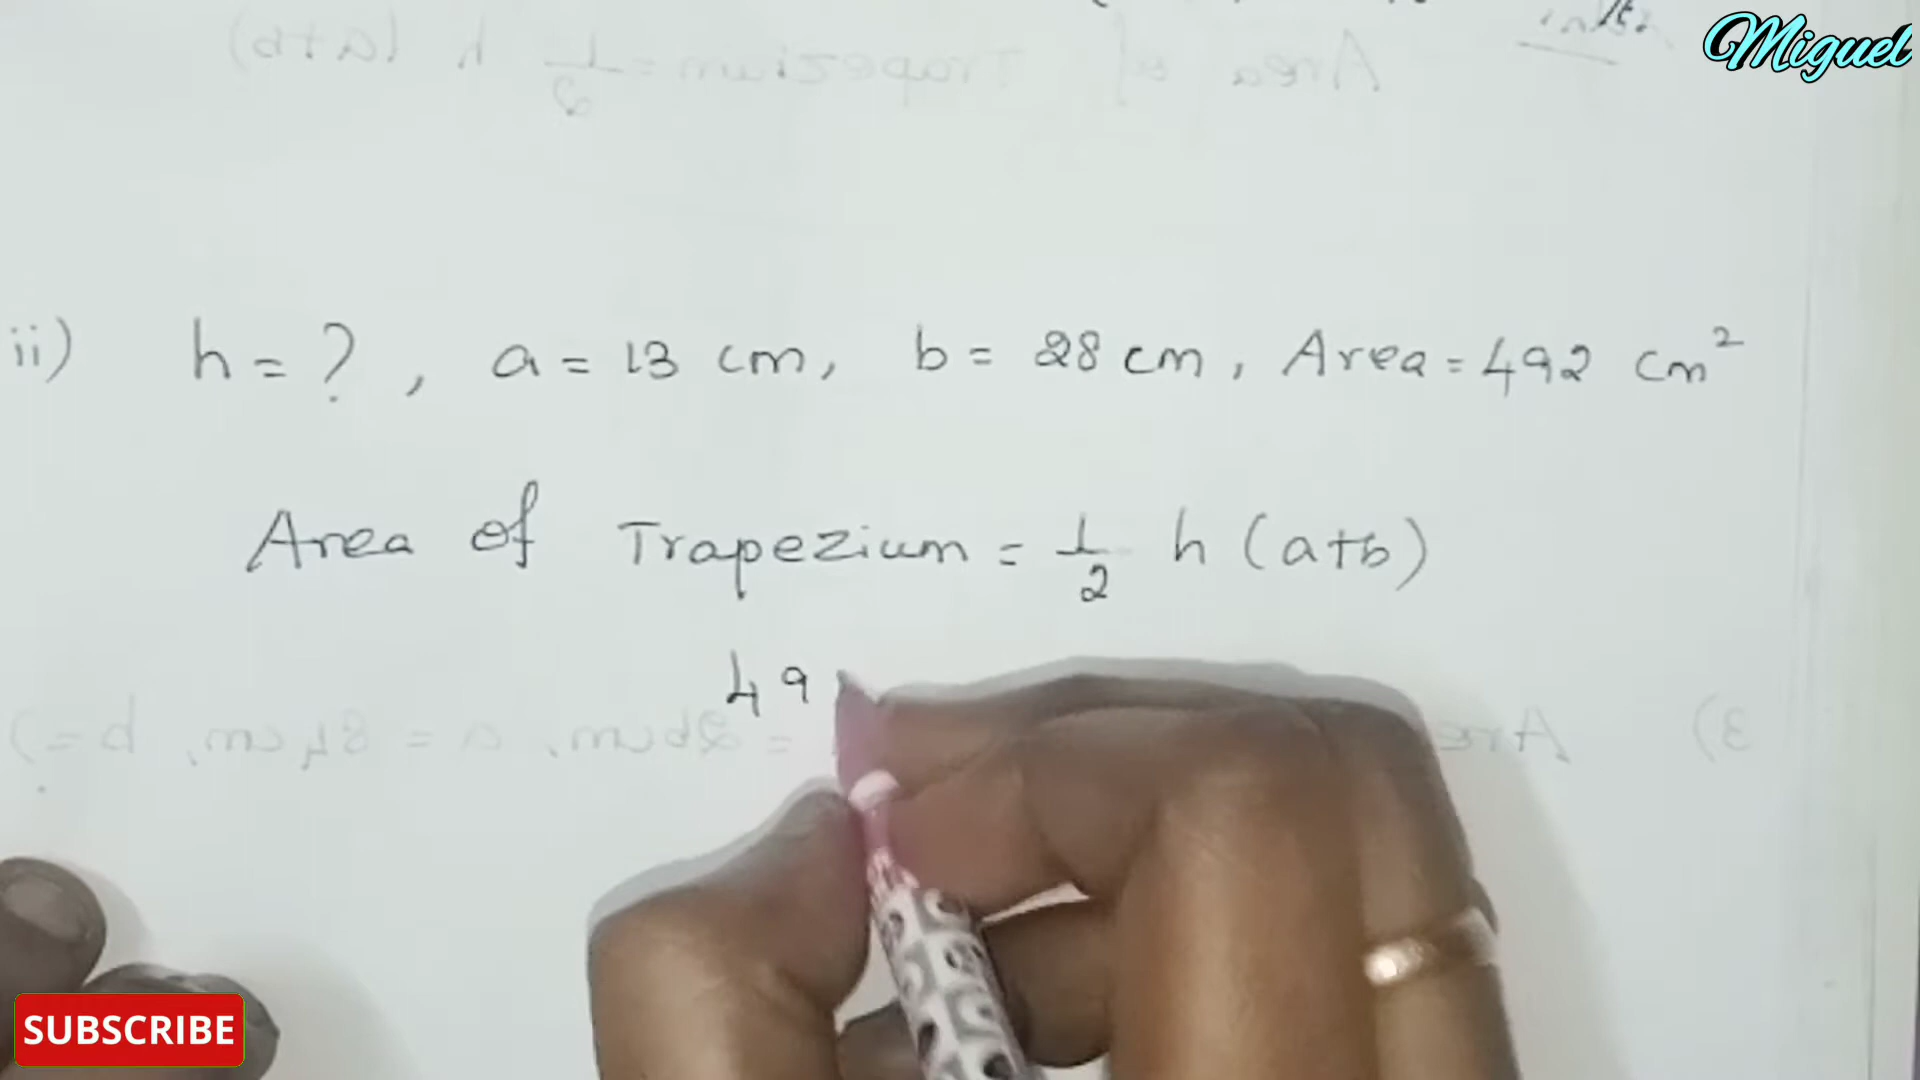 Miguel
ii) h = ? , a = 13 cm, b = 28 cm, Area = 492 cm²
Area of Trapezium = 1/2 h (a+b)
49
SUBSCRIBE